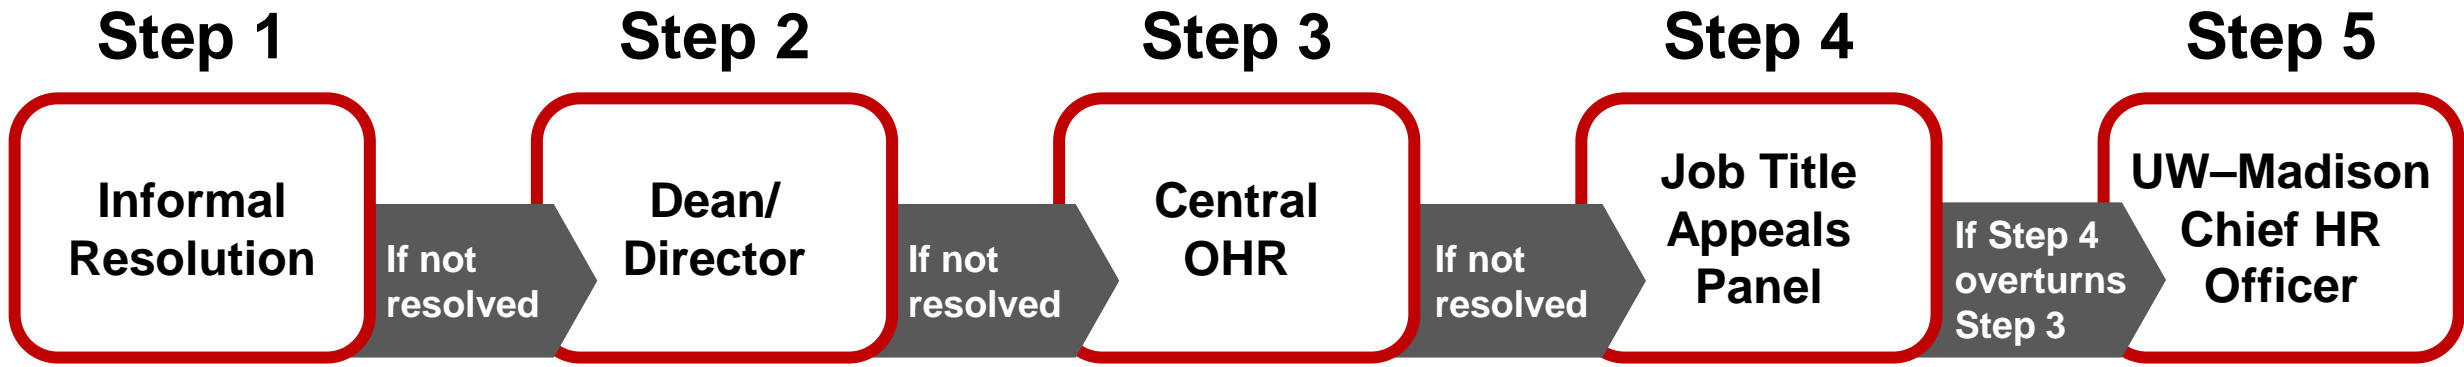 Step 1
Step 2
Step 3
Step 4
Step 5
Informal
Resolution
If not
resolved
Dean/
Director
If not
resolved
Central
OHR
If not
resolved
Job Title
Appeals
Panel
If Step 4
overturns
Step 3
UW–Madison
Chief HR
Officer